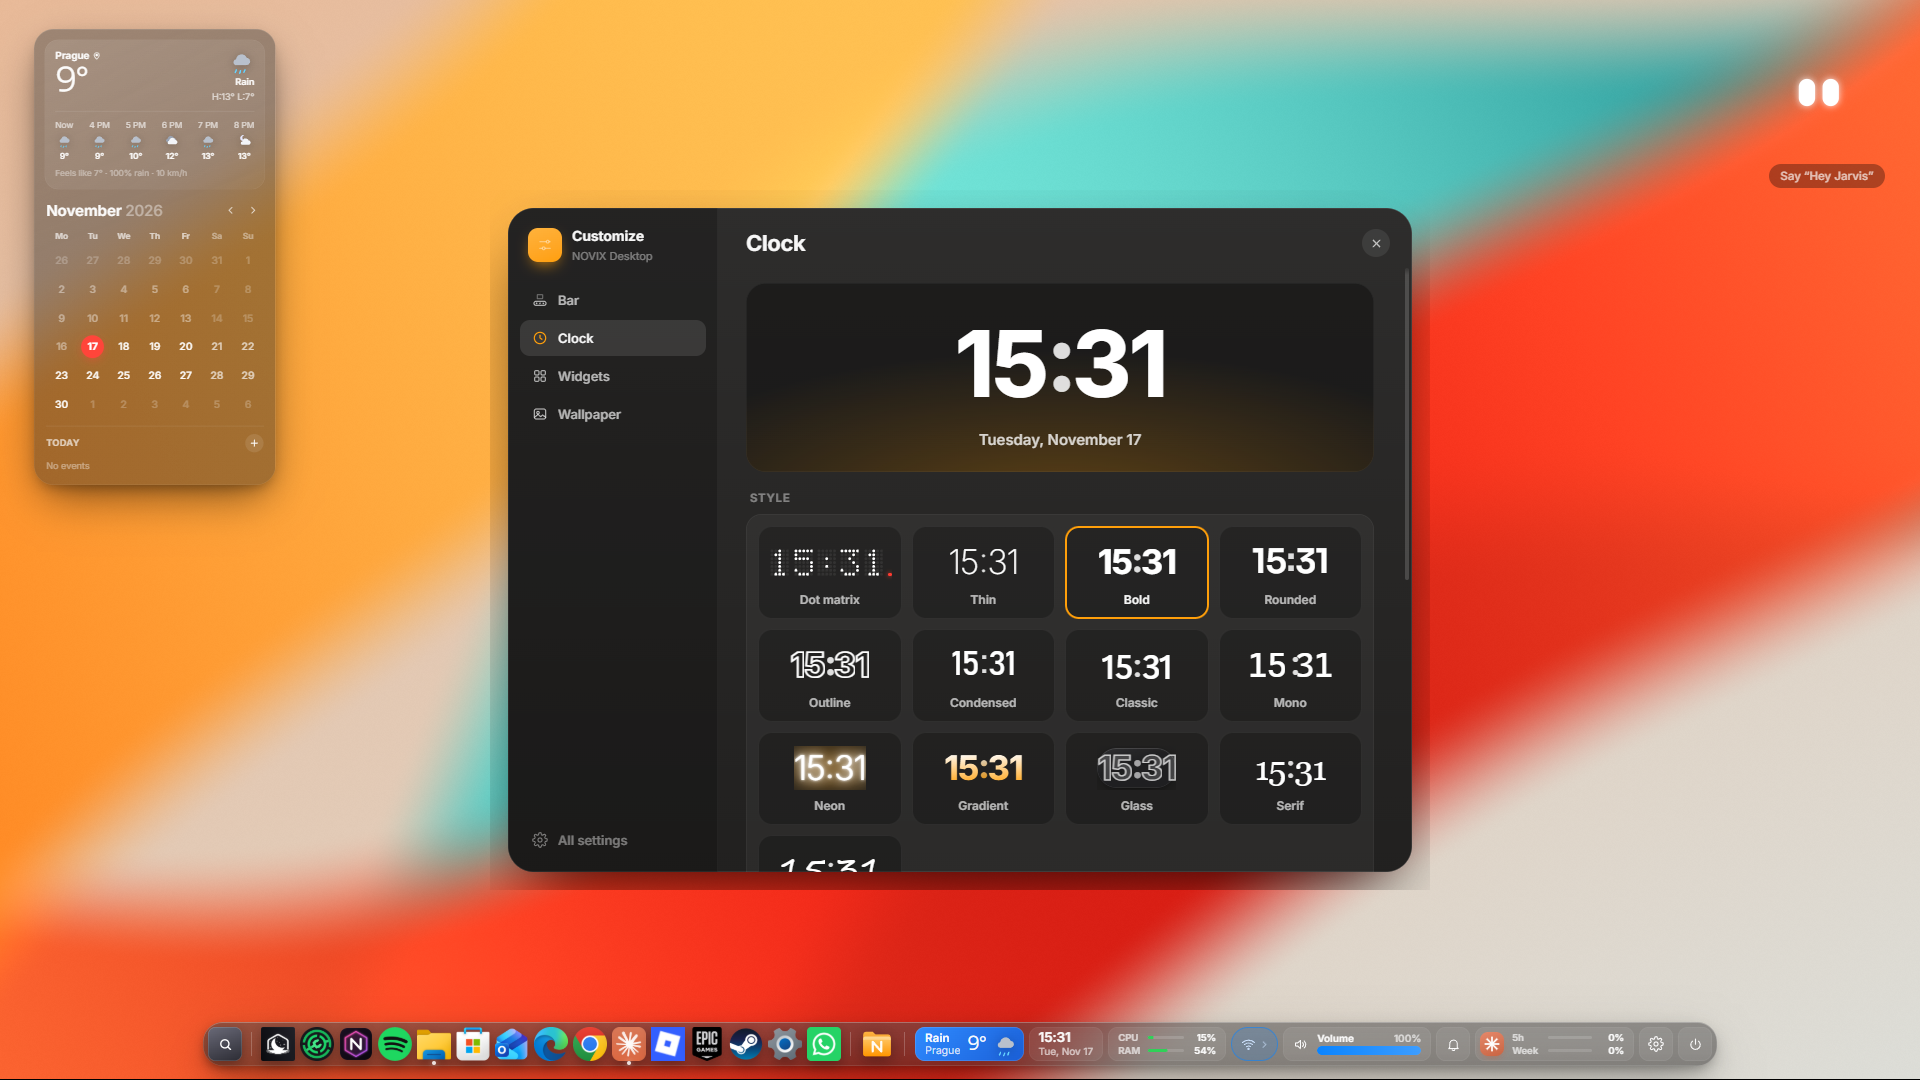 Prague
9°
Rain
H:13° L:7°
Now 4 PM 5 PM 6 PM 7 PM 8 PM
9° 9° 10° 12° 13° 13°
Feels like 7° · 100% rain · 10 km/h
November 2026
Mo Tu We Th Fr Sa Su
26 27 28 29 30 31 1
2 3 4 5 6 7 8
9 10 11 12 13 14 15
16 17 18 19 20 21 22
23 24 25 26 27 28 29
30 1 2 3 4 5 6
TODAY
No events
Say “Hey Jarvis”
Customize
NOVIX Desktop
Bar
Clock
Widgets
Wallpaper
All settings
Clock
15:31
Tuesday, November 17
STYLE
15:31 15:31 15:31 15:31
Dot matrix Thin Bold Rounded
15:31 15:31 15:31 15:31
Outline Condensed Classic Mono
15:31 15:31 15:31 15:31
Neon Gradient Glass Serif
15:31
N
EPIC
GAMES
N
Rain
Prague
9°
15:31
Tue, Nov 17
CPU 15%
RAM 54%
Volume 100%
5h 0%
Week 0%